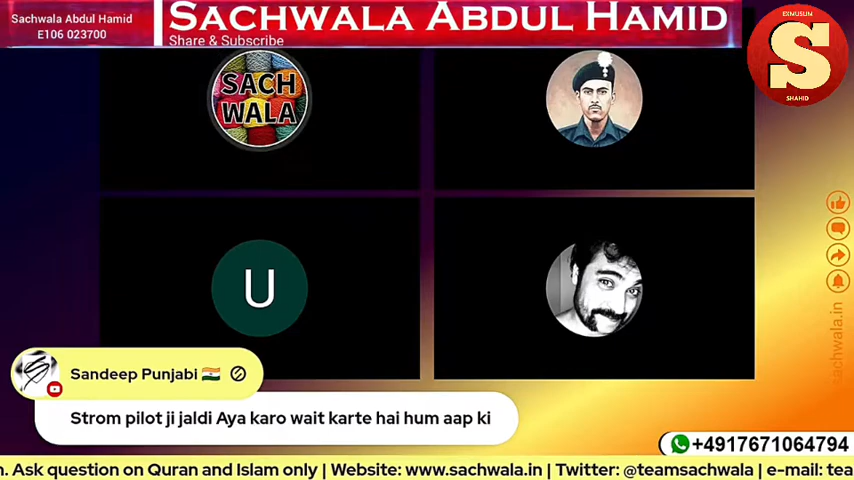 Sachwala Abdul Hamid
E106 023700
SACHWALA ABDUL HAMID
Share & Subscribe
EXMUSLIM
S
SHAHID
SACH
WALA
U
Sandeep Punjabi
Strom pilot ji jaldi Aya karo wait karte hai hum aap ki
sachwala.in
+4917671064794
n. Ask question on Quran and Islam only | Website: www.sachwala.in | Twitter: @teamsachwala | e-mail: tea